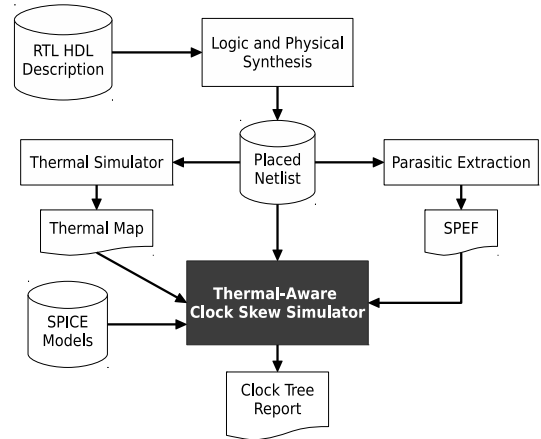 RTL HDL
Description
Logic and Physical
Synthesis
Thermal Simulator
Placed
Netlist
Parasitic Extraction
Thermal Map
SPEF
Thermal-Aware
Clock Skew Simulator
SPICE
Models
Clock Tree
Report